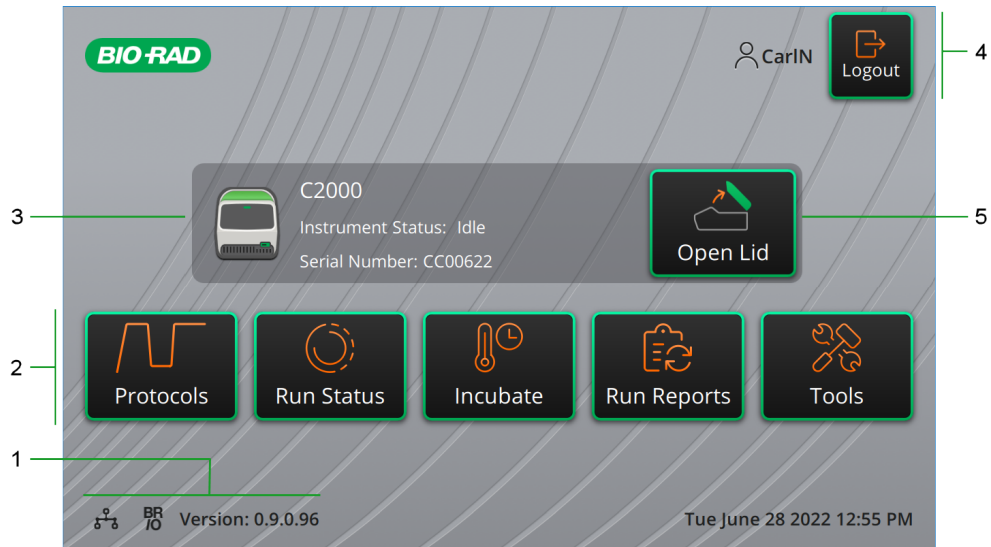 BIO-RAD
CarlN
Logout
4
3
C2000
Instrument Status: Idle
Serial Number: CC00622
Open Lid
5
2
Protocols
Run Status
Incubate
Run Reports
Tools
1
BR
IO
Version: 0.9.0.96
Tue June 28 2022 12:55 PM